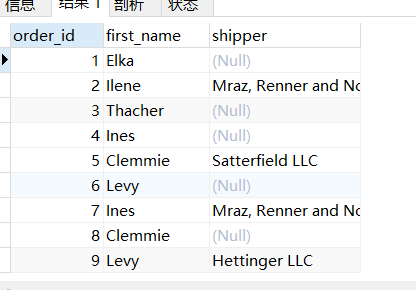 信息 结果 1 剖析 状态
order_id first_name shipper
1 Elka (Null)
2 Ilene Mraz, Renner and No
3 Thacher (Null)
4 Ines (Null)
5 Clemmie Satterfield LLC
6 Levy (Null)
7 Ines Mraz, Renner and No
8 Clemmie (Null)
9 Levy Hettinger LLC